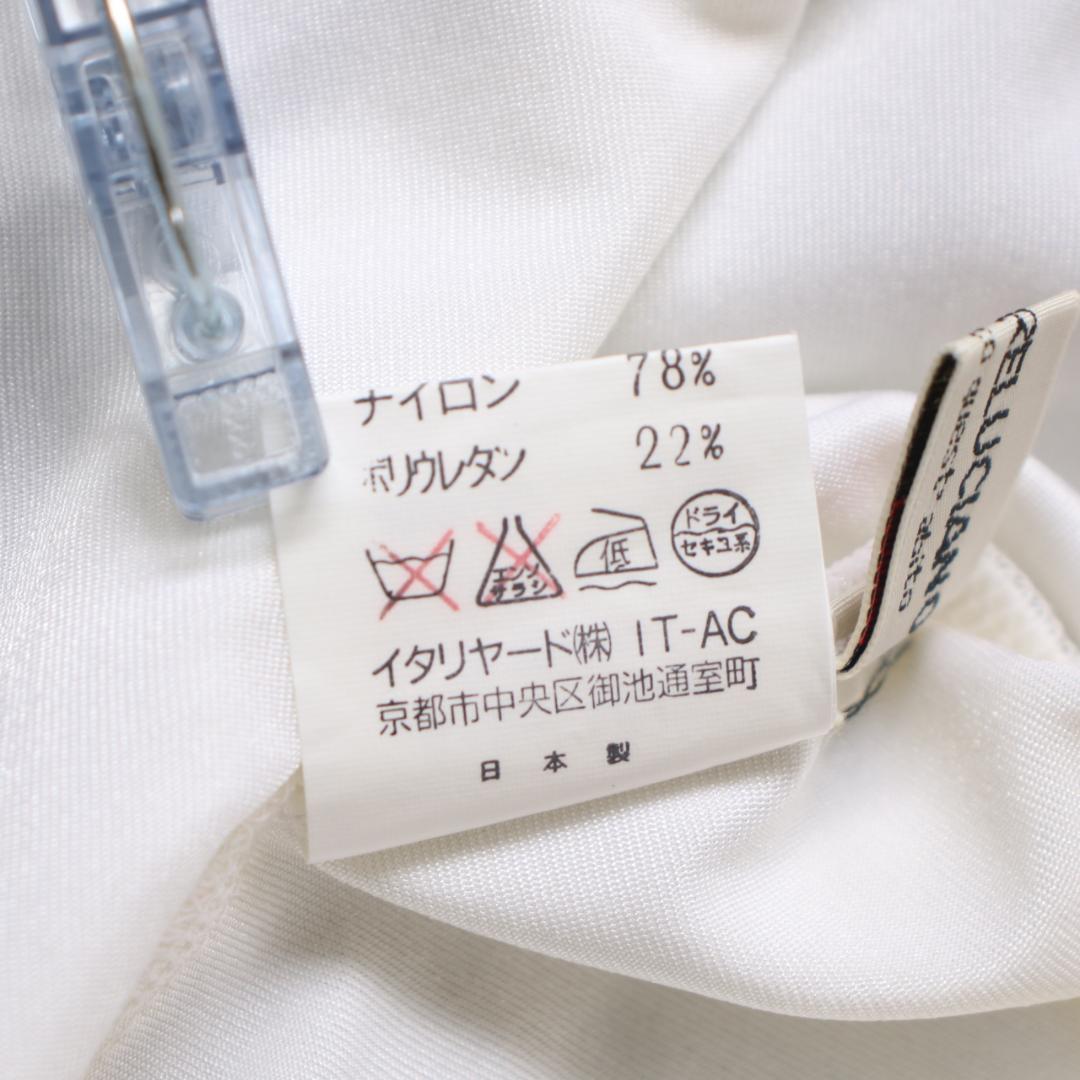 ナイロン 78%
ポリウレタン 22%
エンソ
サラシ
低
ドライ
セキユ系
イタリヤード㈱ IT-AC
京都市中央区御池通室町
日本製